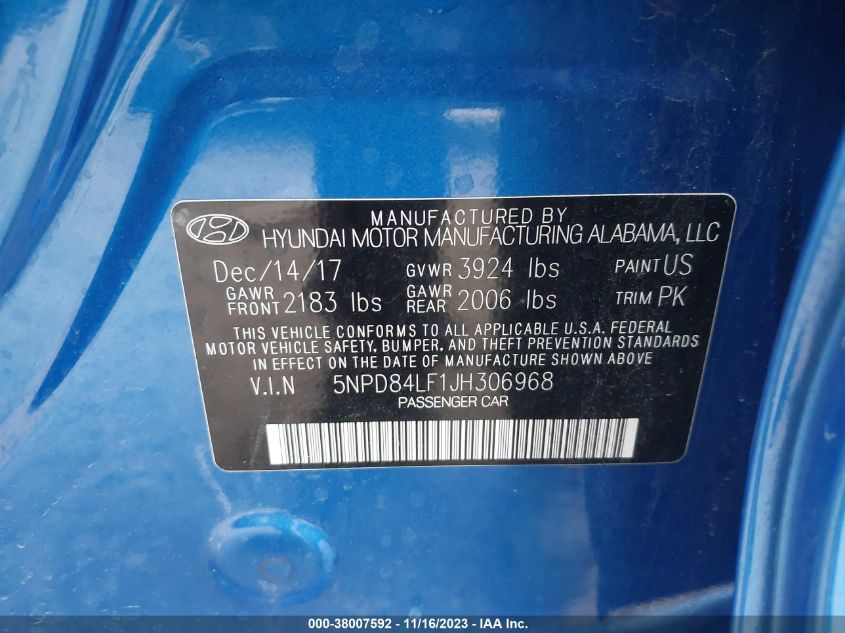 MANUFACTURED BY
HYUNDAI MOTOR MANUFACTURING ALABAMA, LLC
Dec/14/17 GVWR 3924 lbs PAINT US
GAWR FRONT 2183 lbs GAWR REAR 2006 lbs TRIM PK
THIS VEHICLE CONFORMS TO ALL APPLICABLE U.S.A. FEDERAL
MOTOR VEHICLE SAFETY, BUMPER, AND THEFT PREVENTION STANDARDS
IN EFFECT ON THE DATE OF MANUFACTURE SHOWN ABOVE.
V.I.N 5NPD84LF1JH306968
PASSENGER CAR
000-38007592 - 11/16/2023 - IAA Inc.